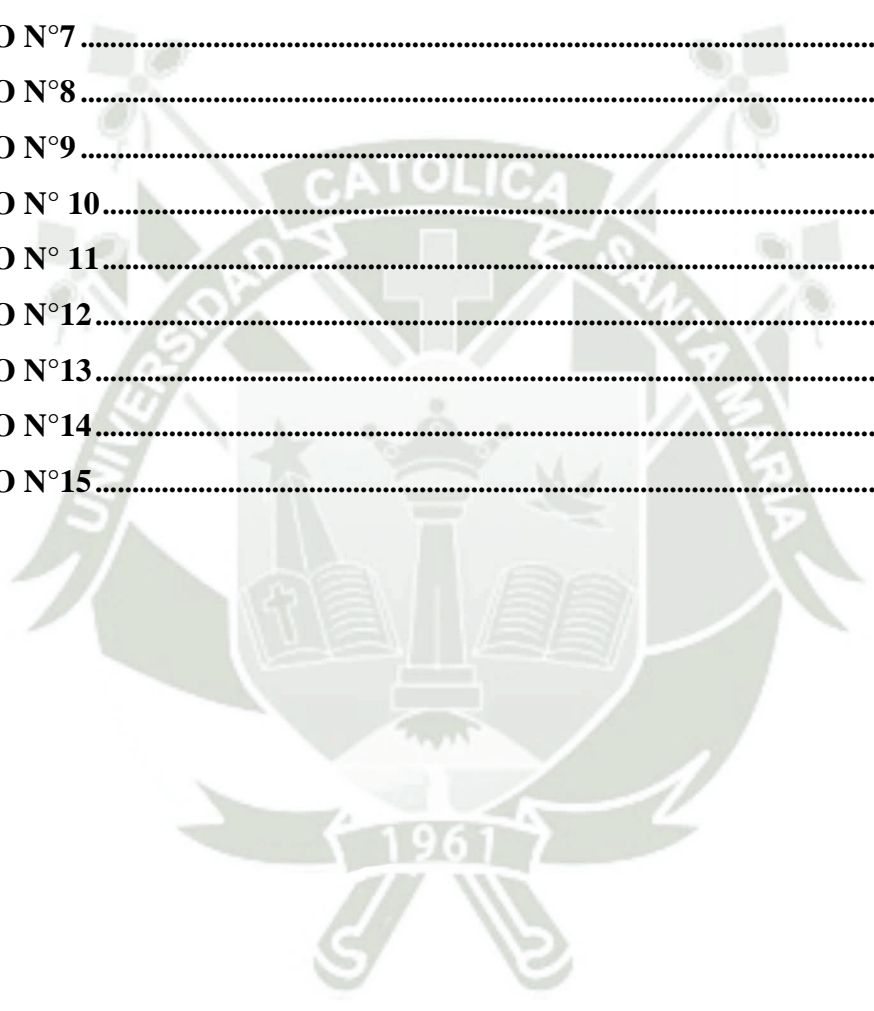 O N°7
O N°8
O N°9
O N° 10
O N° 11
O N°12
O N°13
O N°14
O N°15
UNIVERSIDAD CATOLICA SANTA MARIA
1961